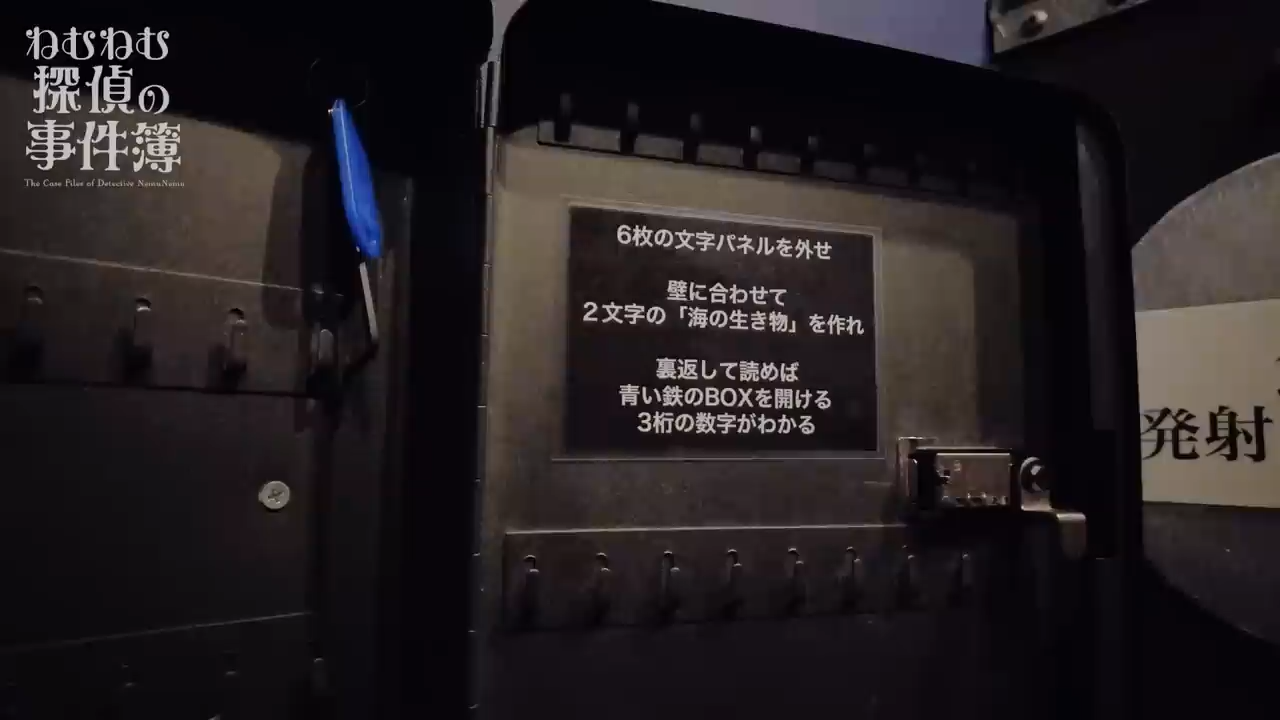 ねむねむ
探偵の
事件簿
The Case Files of Detective NemuNemu
6枚の文字パネルを外せ
壁に合わせて
２文字の「海の生き物」を作れ
裏返して読めば
青い鉄のBOXを開ける
3桁の数字がわかる
発射